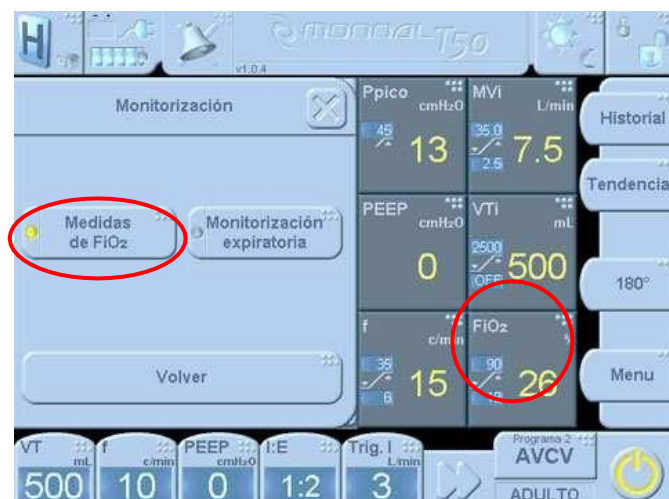 H
MONNAL-T50
v1.0.4
Monitorización
Medidas
de FiO2
Monitorización
expiratoria
Volver
Ppico
cmH2O
45
13
MVi
L/min
35.0
2.5
7.5
PEEP
cmH2O
0
VTi
mL
2500
OFF
500
f
c/min
35
15
FiO2
90
26
Historial
Tendencia
180°
Menu
VT
mL
500
f
c/min
10
PEEP
cmH2O
0
I:E
1:2
Trig. I
L/min
3
Programa 2
AVCV
ADULTO